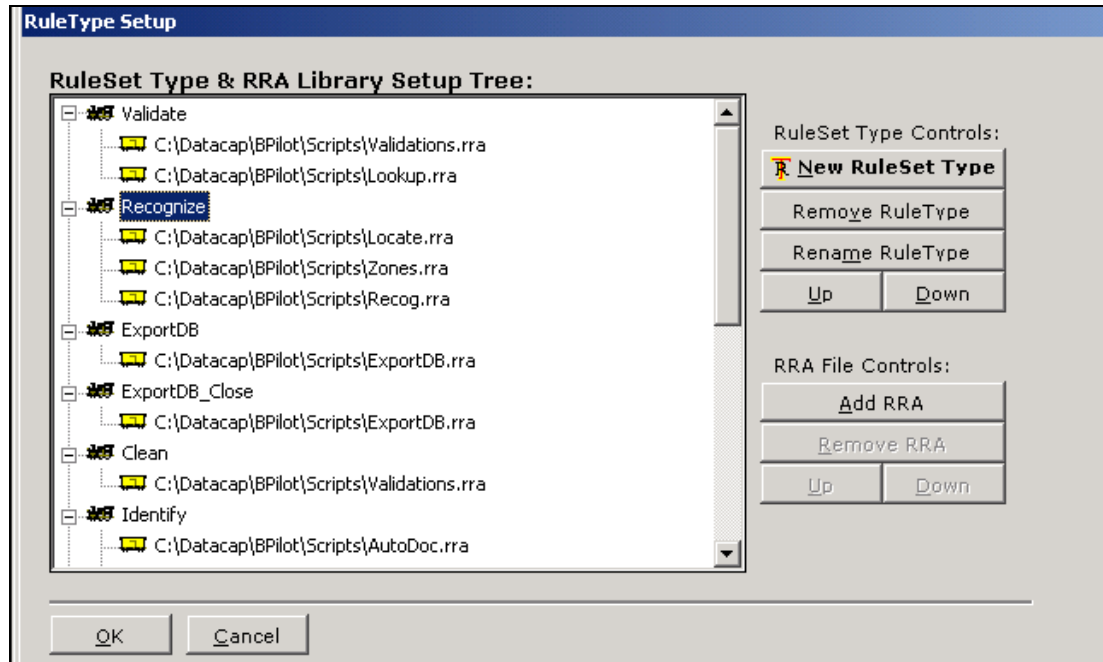 RuleType Setup
RuleSet Type & RRA Library Setup Tree:
Validate
C:\Datacap\BPilot\Scripts\Validations.rra
C:\Datacap\BPilot\Scripts\Lookup.rra
Recognize
C:\Datacap\BPilot\Scripts\Locate.rra
C:\Datacap\BPilot\Scripts\Zones.rra
C:\Datacap\BPilot\Scripts\Recog.rra
ExportDB
C:\Datacap\BPilot\Scripts\ExportDB.rra
ExportDB_Close
C:\Datacap\BPilot\Scripts\ExportDB.rra
Clean
C:\Datacap\BPilot\Scripts\Validations.rra
Identify
C:\Datacap\BPilot\Scripts\AutoDoc.rra
RuleSet Type Controls:
New RuleSet Type
Remove RuleType
Rename RuleType
Up Down
RRA File Controls:
Add RRA
Remove RRA
Up Down
OK Cancel